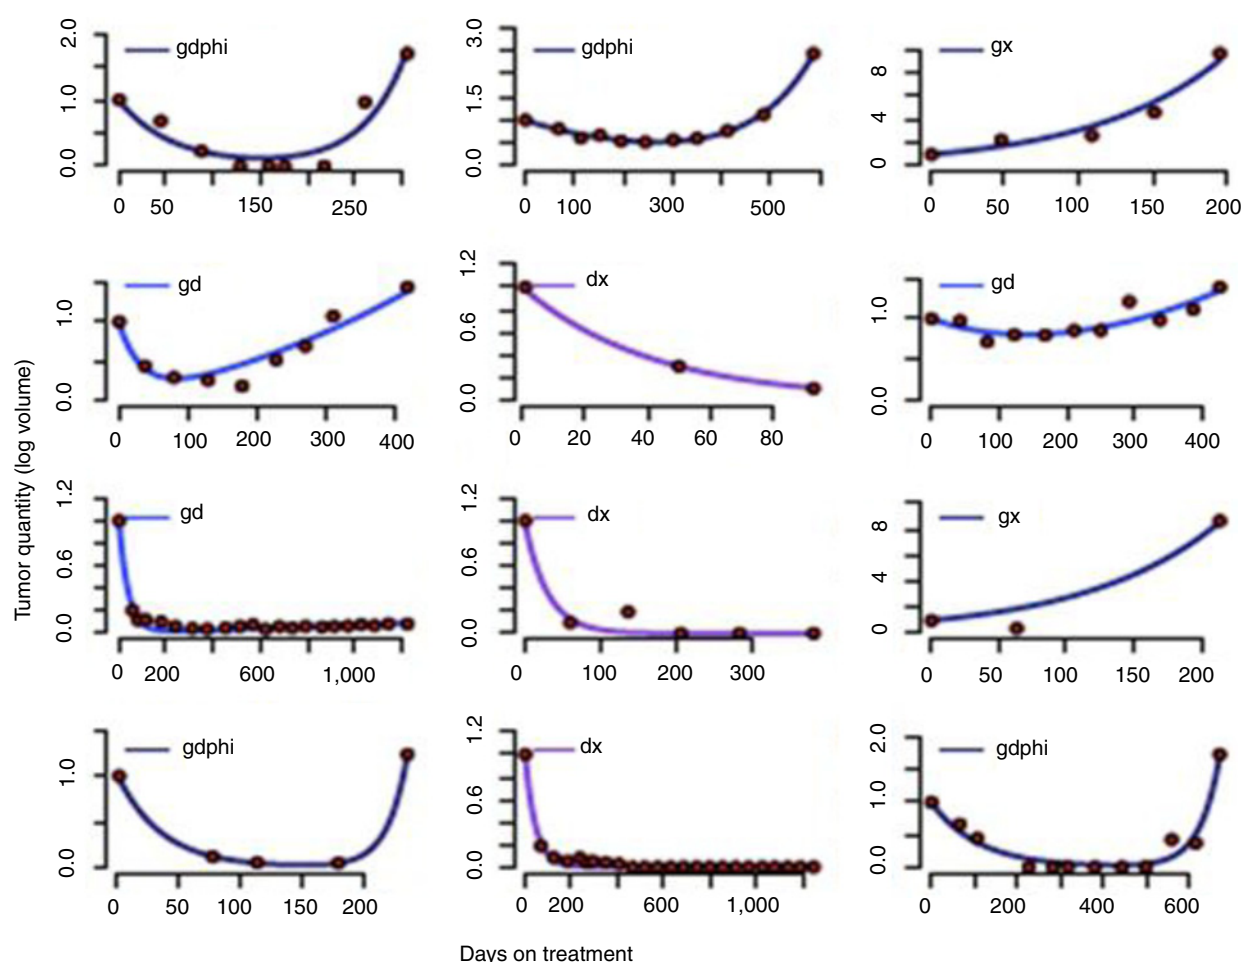 gdphi
2.0
1.0
0.0
0 50 150 250
gdphi
3.0
1.5
0.0
0 100 300 500
gx
8
4
0
0 50 100 150 200
gd
1.0
0.0
0 100 200 300 400
dx
1.2
0.6
0.0
0 20 40 60 80
gd
1.0
0.0
0 100 200 300 400
gd
1.2
0.6
0.0
0 200 600 1,000
dx
1.2
0.6
0.0
0 100 200 300
gx
8
4
0
0 50 100 150 200
gdphi
1.0
0.0
0 50 100 150 200
dx
1.2
0.6
0.0
0 200 600 1,000
gdphi
2.0
1.0
0.0
0 200 400 600
Tumor quantity (log volume)
Days on treatment